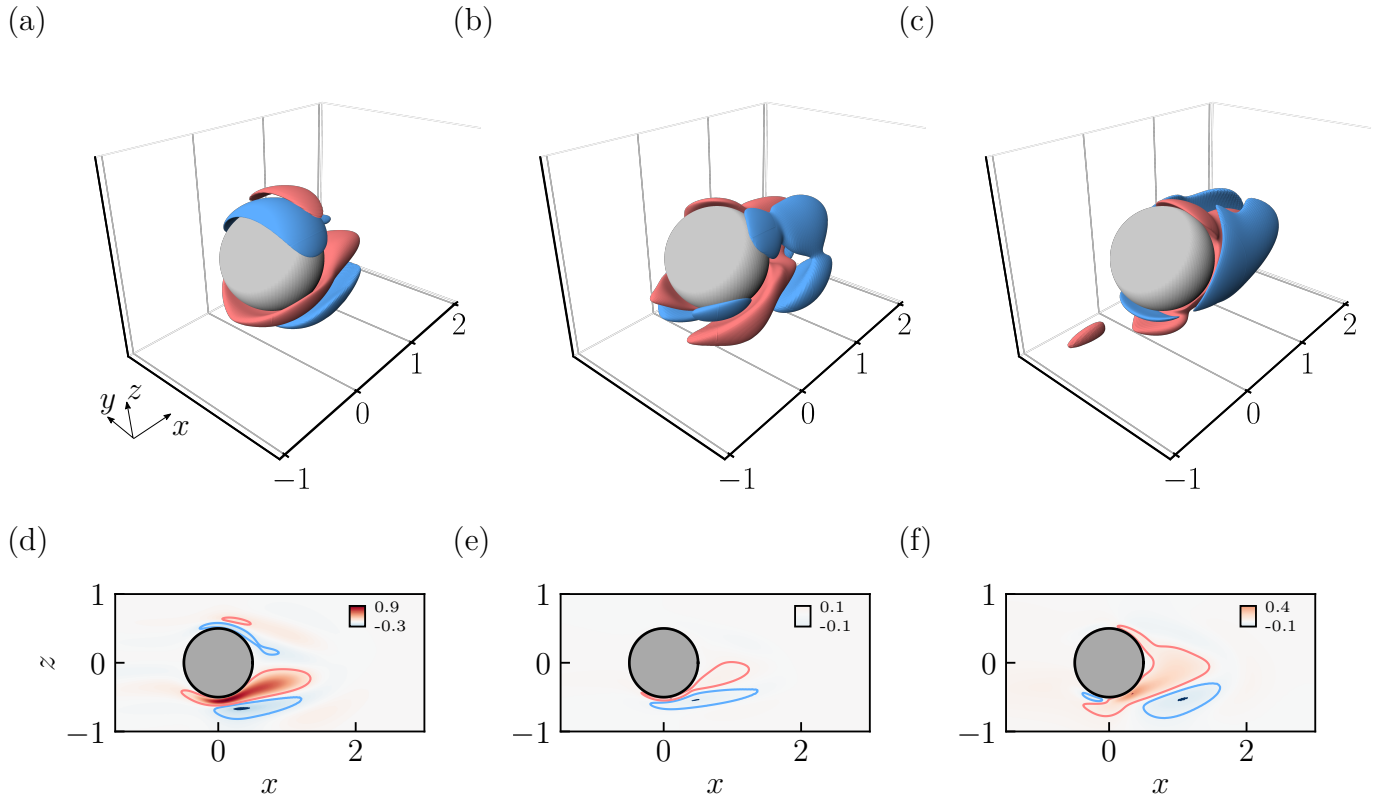 (a) (b) (c)
2 2 2
1 1 1
y z x
0 0 0
−1 −1 −1
(d) (e) (f)
1 0.9 1 0.1 1 0.4
-0.3 -0.1 -0.1
z 0 0 0
−1 −1 −1
0 2 0 2 0 2
x x x